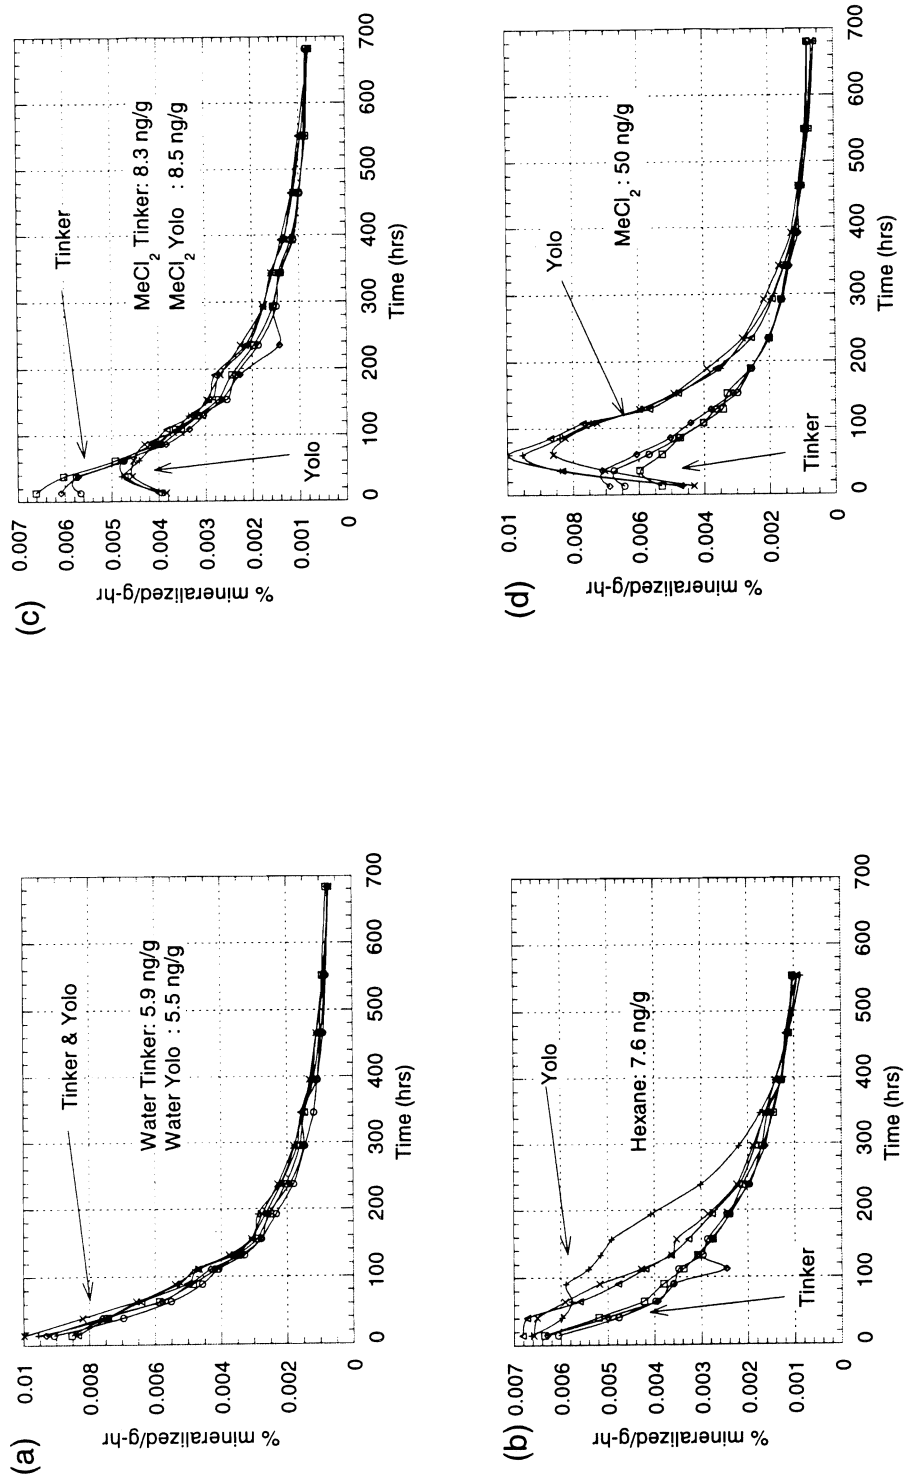 (a)
% mineralized/g-hr
0.01
0.008
0.006
0.004
0.002
0
Tinker & Yolo
Water Tinker: 5.9 ng/g
Water Yolo : 5.5 ng/g
0 100 200 300 400 500 600 700
Time (hrs)
(c)
% mineralized/g-hr
0.007
0.006
0.005
0.004
0.003
0.002
0.001
0
Tinker
MeCl2 Tinker: 8.3 ng/g
MeCl2 Yolo : 8.5 ng/g
Yolo
0 100 200 300 400 500 600 700
Time (hrs)
(b)
% mineralized/g-hr
0.007
0.006
0.005
0.004
0.003
0.002
0.001
0
Yolo
Hexane: 7.6 ng/g
Tinker
0 100 200 300 400 500 600 700
Time (hrs)
(d)
% mineralized/g-hr
0.01
0.008
0.006
0.004
0.002
0
Yolo
MeCl2 : 50 ng/g
Tinker
0 100 200 300 400 500 600 700
Time (hrs)